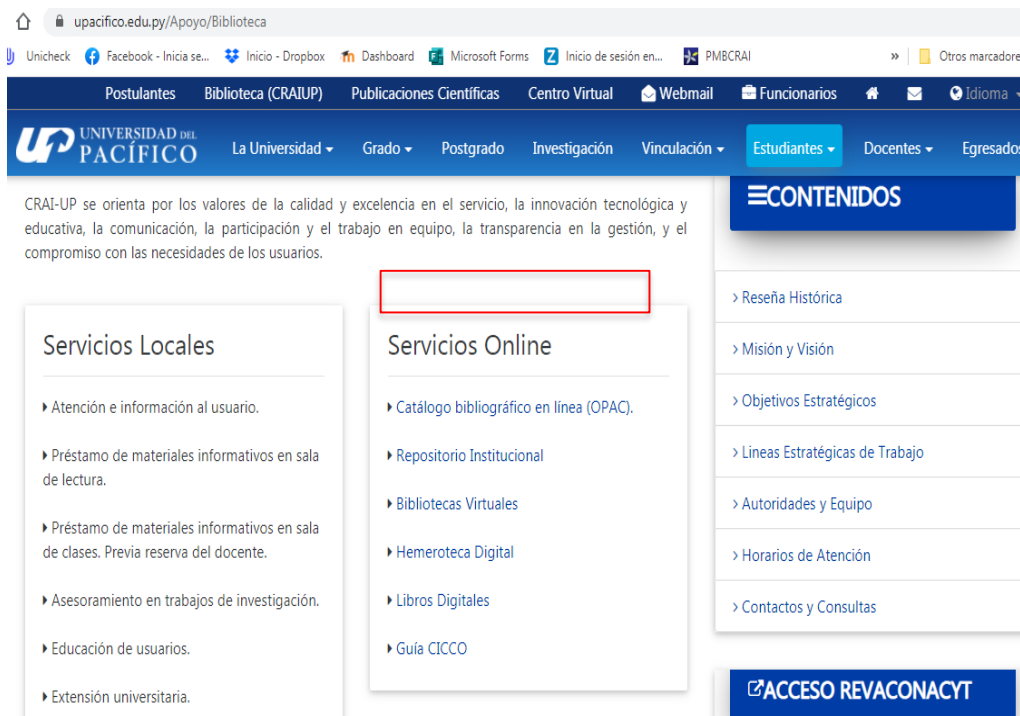 upacifico.edu.py/Apoyo/Biblioteca
Unicheck
Facebook - Inicia se...
Inicio - Dropbox
Dashboard
Microsoft Forms
Inicio de sesión en...
PMBCRAI
»
Otros marcadore
Postulantes
Biblioteca (CRAIUP)
Publicaciones Científicas
Centro Virtual
Webmail
Funcionarios
Idioma
UP
UNIVERSIDAD DEL
PACÍFICO
La Universidad
Grado
Postgrado
Investigación
Vinculación
Estudiantes
Docentes
Egresados
CRAI-UP se orienta por los valores de la calidad y excelencia en el servicio, la innovación tecnológica y
educativa, la comunicación, la participación y el trabajo en equipo, la transparencia en la gestión, y el
compromiso con las necesidades de los usuarios.
Servicios Locales
Atención e información al usuario.
Préstamo de materiales informativos en sala
de lectura.
Préstamo de materiales informativos en sala
de clases. Previa reserva del docente.
Asesoramiento en trabajos de investigación.
Educación de usuarios.
Extensión universitaria.
Servicios Online
Catálogo bibliográfico en línea (OPAC).
Repositorio Institucional
Bibliotecas Virtuales
Hemeroteca Digital
Libros Digitales
Guía CICCO
CONTENIDOS
> Reseña Histórica
> Misión y Visión
> Objetivos Estratégicos
> Lineas Estratégicas de Trabajo
> Autoridades y Equipo
> Horarios de Atención
> Contactos y Consultas
ACCESO REVACONACYT